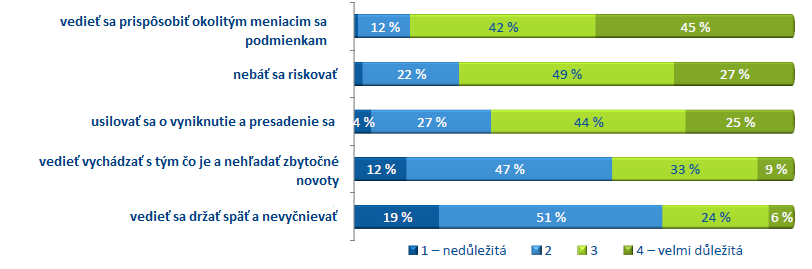 vedieť sa prispôsobiť okolitým meniacim sa
podmienkam
12 % 42 % 45 %
nebáť sa riskovať
22 % 49 % 27 %
usilovať sa o vyniknutie a presadenie sa
4 % 27 % 44 % 25 %
vedieť vychádzať s tým čo je a nehľadať zbytočné
novoty
12 % 47 % 33 % 9 %
vedieť sa držať späť a nevyčnievať
19 % 51 % 24 % 6 %
1 – nedůležitá 2 3 4 – velmi důležitá